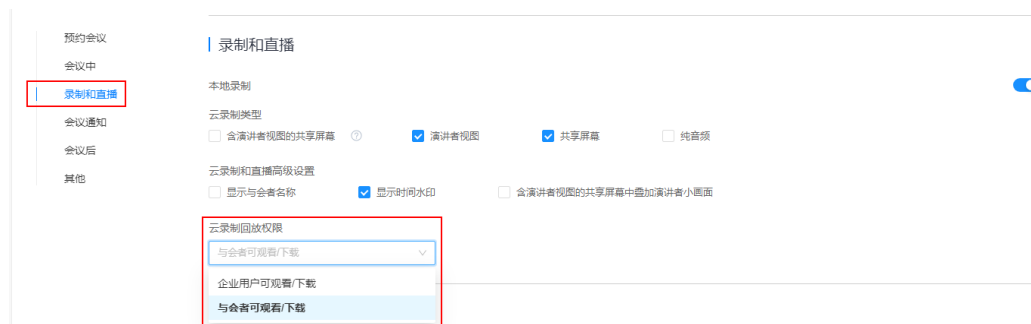 预约会议
会议中
录制和直播
会议通知
会议后
其他
录制和直播
本地录制
云录制类型
含演讲者视图的共享屏幕 ? 演讲者视图 共享屏幕 纯音频
云录制和直播高级设置
显示与会者名称 显示时间水印 含演讲者视图的共享屏幕中叠加演讲者小画面
云录制回放权限
与会者可观看/下载
企业用户可观看/下载
与会者可观看/下载